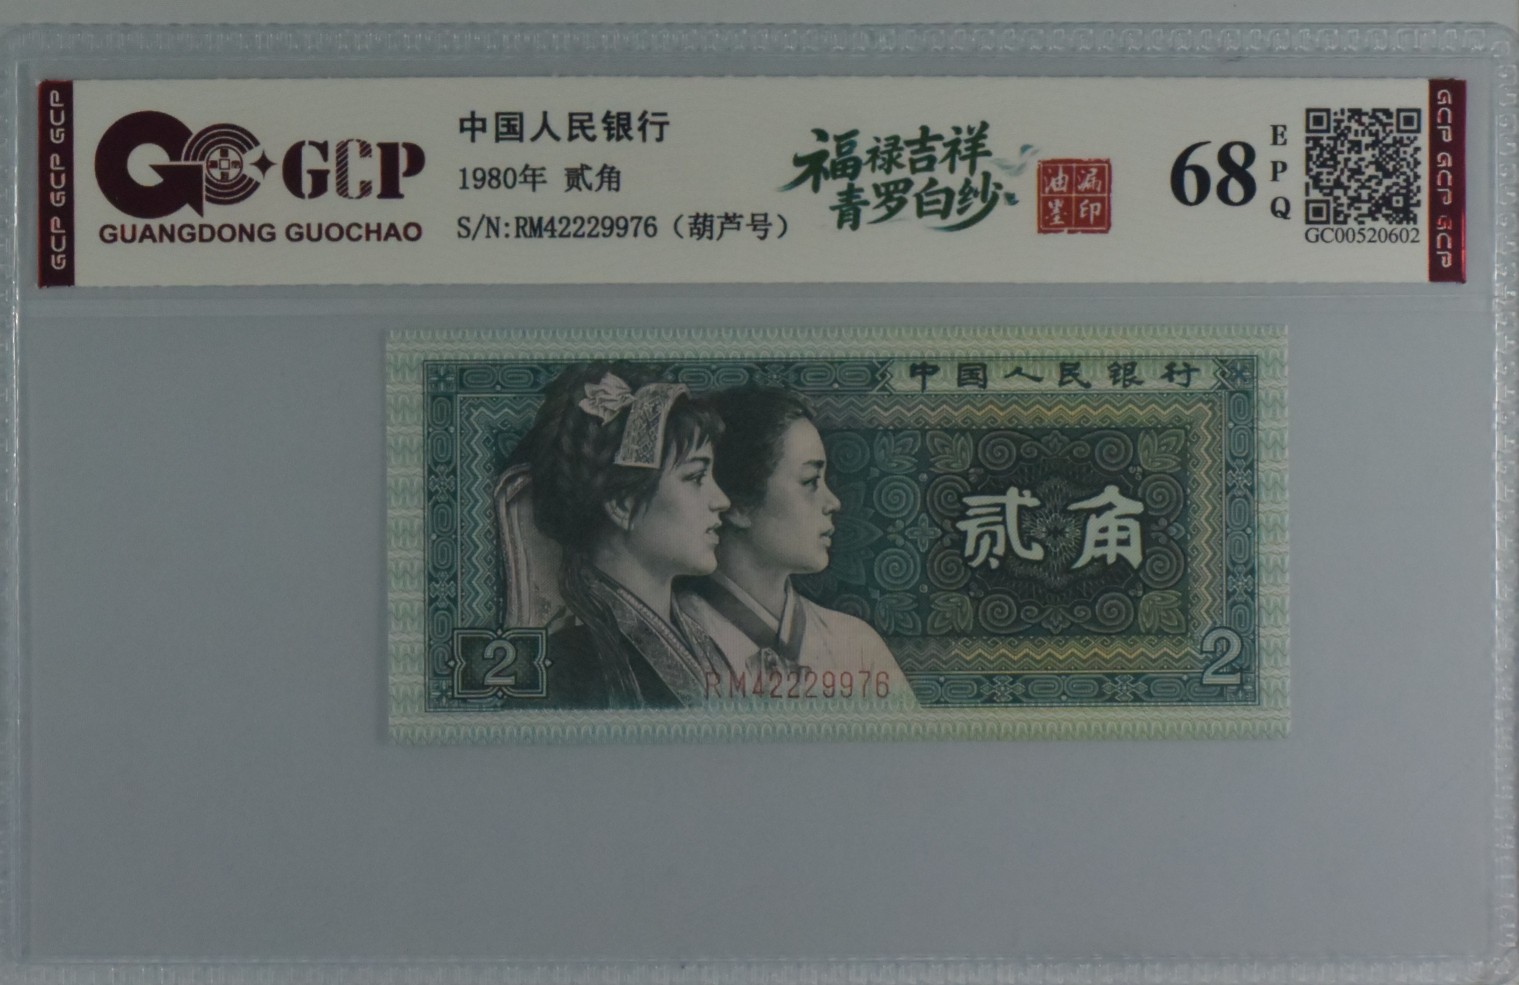 GCP GCP GCP
GCP
GUANGDONG GUOCHAO
中国人民银行
1980年 贰角
S/N:RM42229976（葫芦号）
福禄吉祥
青罗白纱
油漏
墨印
68
EPQ
GC00520602
GCP GCP GCP
中国人民银行
贰角
2
2
RM42229976